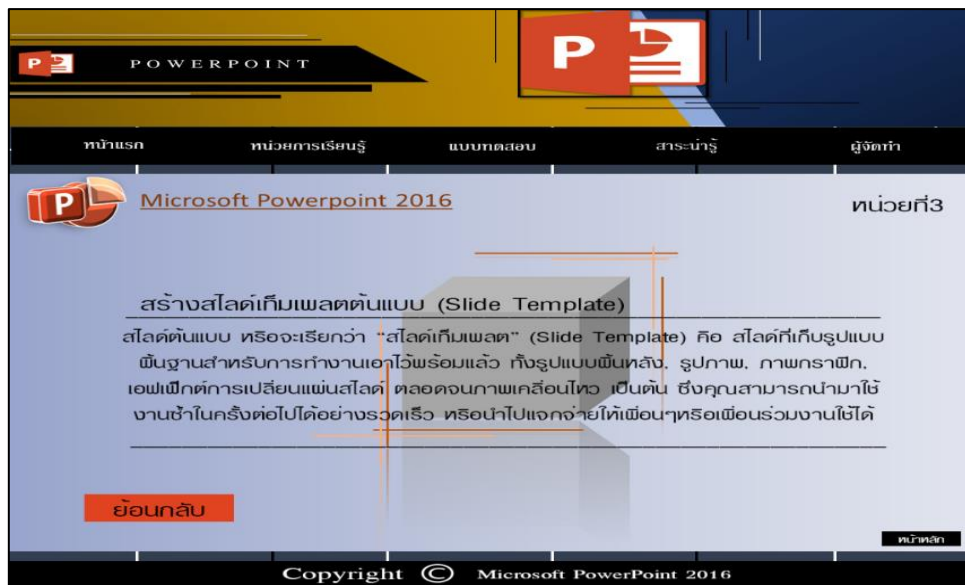 P
POWERPOINT
P
หน้าแรก หน่วยการเรียนรู้ แบบทดสอบ สาระน่ารู้ ผู้จัดทำ
P
Microsoft Powerpoint 2016
หน่วยที่3
สร้างสไลด์เท็มเพลตต้นแบบ (Slide Template)
สไลด์ต้นแบบ หรือจะเรียกว่า “สไลด์เท็มเพลต” (Slide Template) คือ สไลด์ที่เก็บรูปแบบ
พื้นฐานสำหรับการทำงานเอาไว้พร้อมแล้ว ทั้งรูปแบบพื้นหลัง, รูปภาพ, ภาพกราฟิก,
เอฟเฟ็กต์การเปลี่ยนแผ่นสไลด์ ตลอดจนภาพเคลื่อนไหว เป็นต้น ซึ่งคุณสามารถนำมาใช้
งานซ้ำในครั้งต่อไปได้อย่างรวดเร็ว หรือนำไปแจกจ่ายให้เพื่อนๆหรือเพื่อนร่วมงานใช้ได้
ย้อนกลับ
หน้าหลัก
Copyright © Microsoft PowerPoint 2016